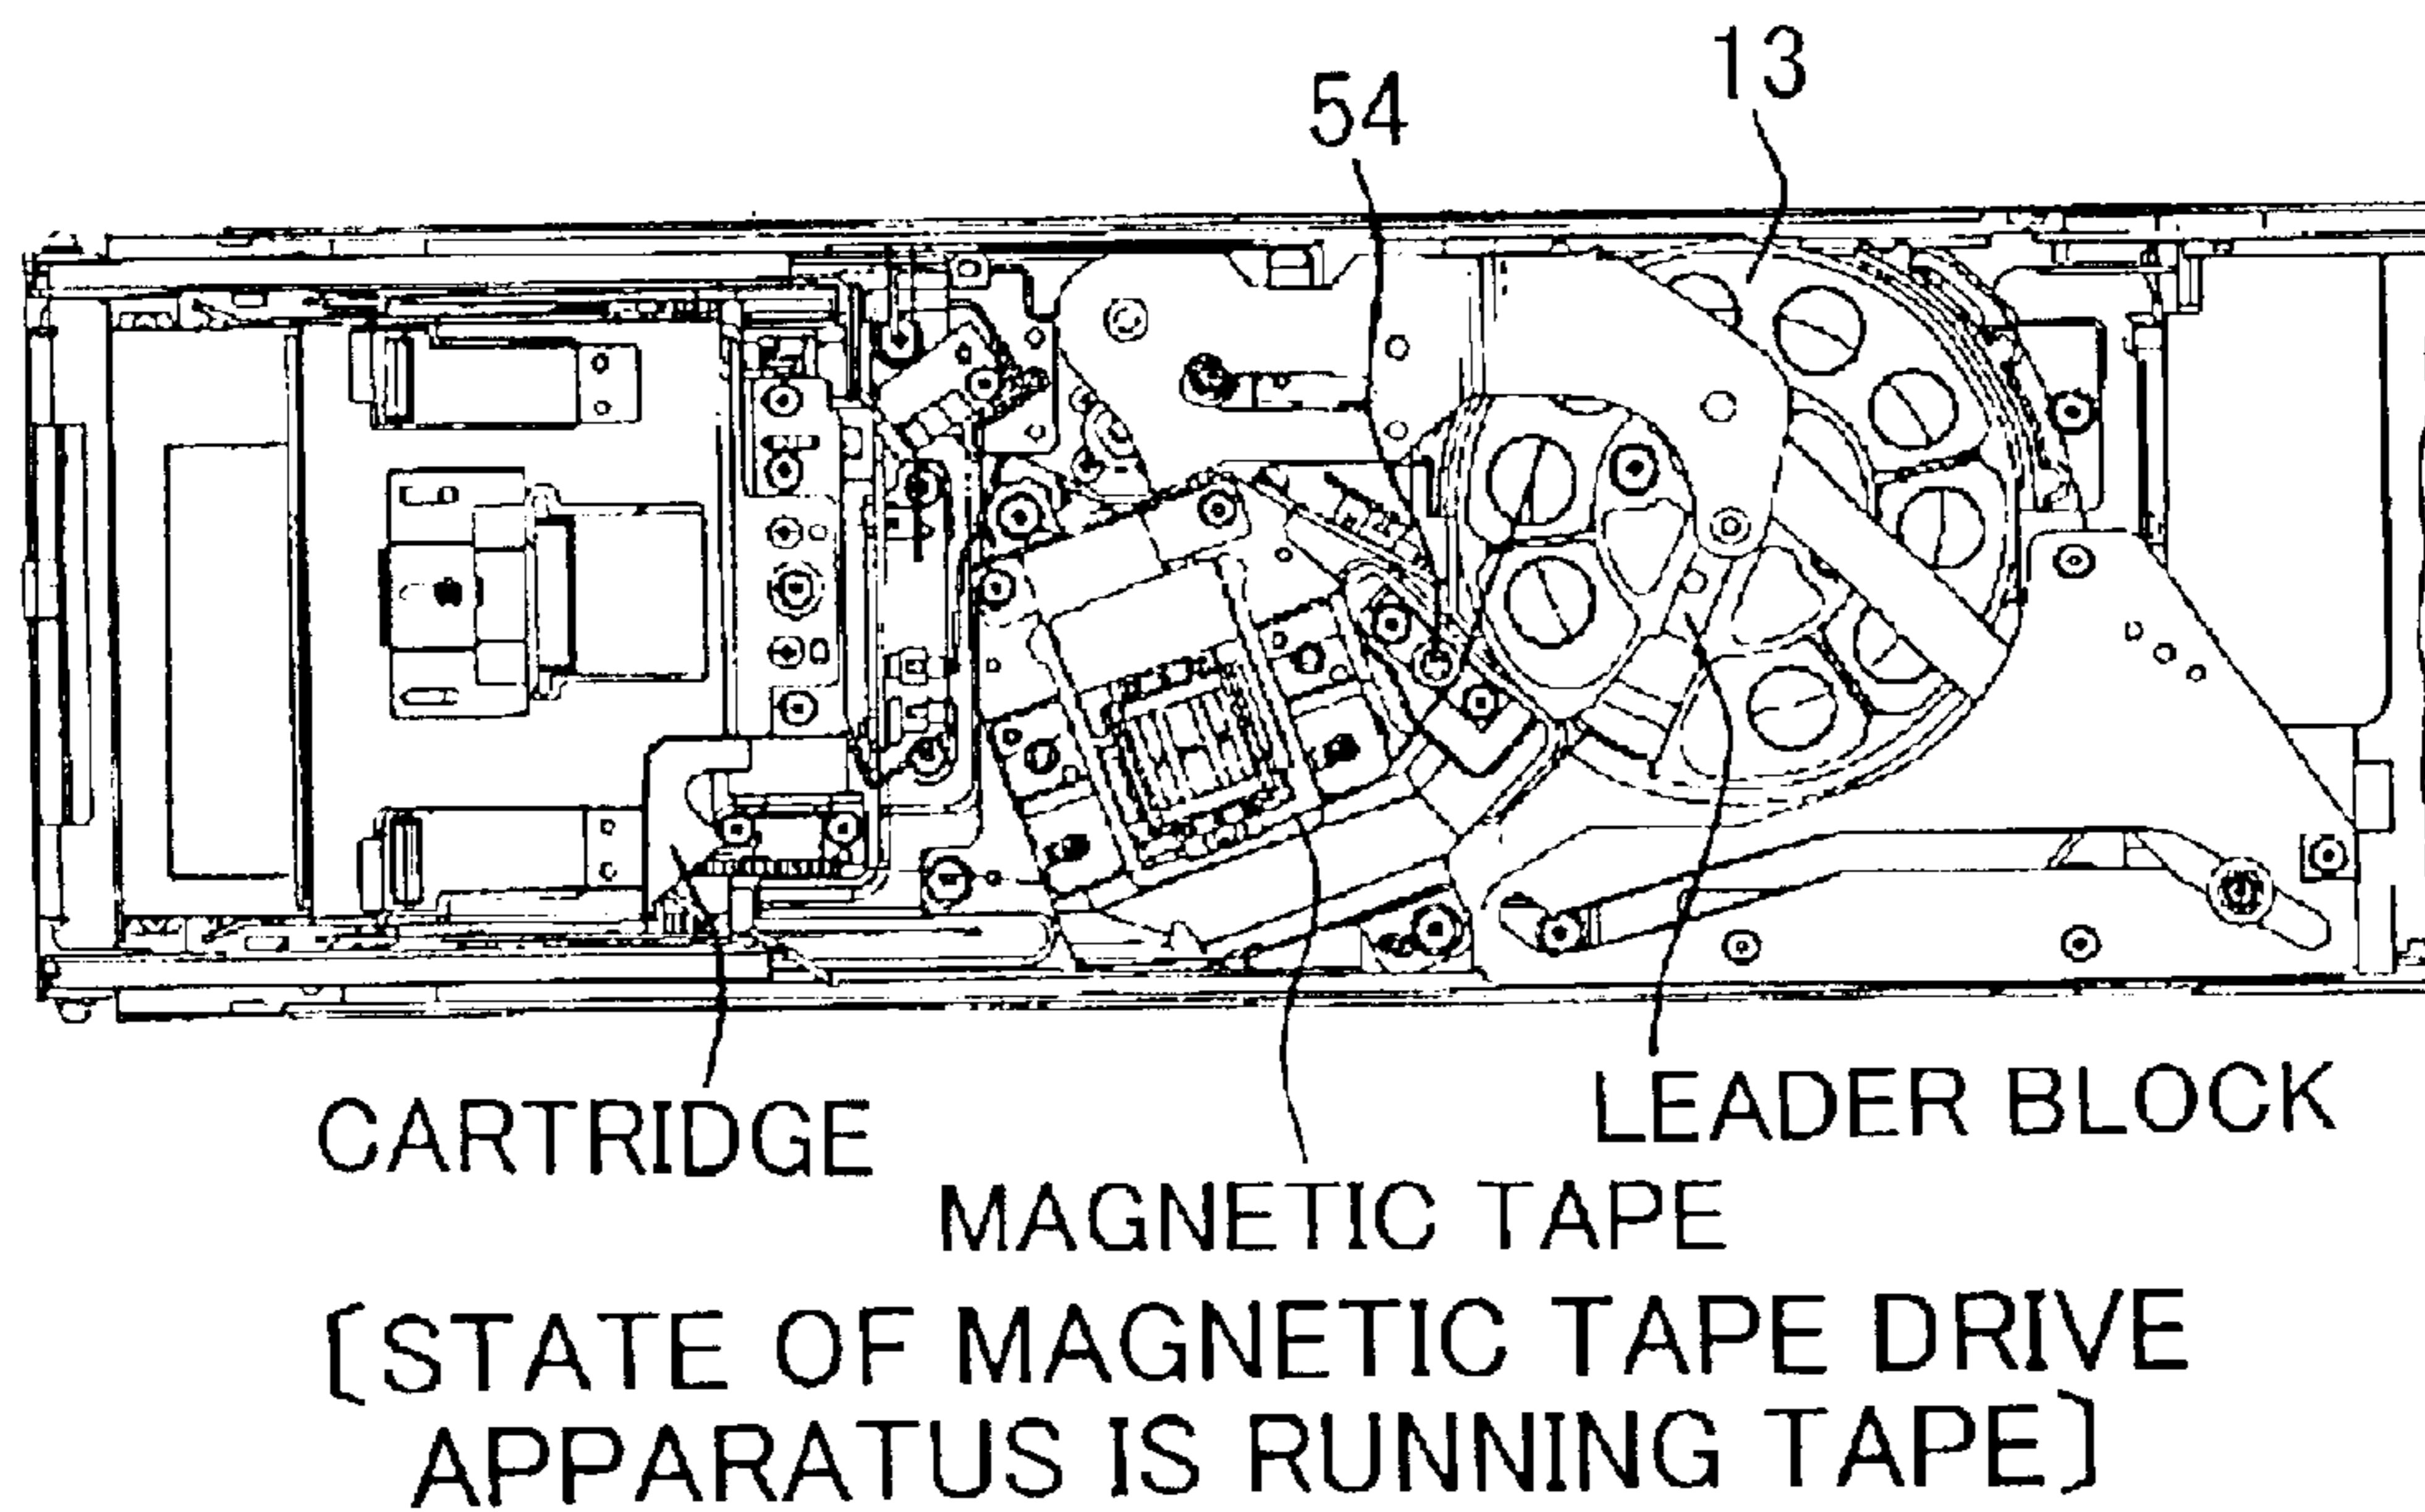 13
54
CARTRIDGE
LEADER BLOCK
MAGNETIC TAPE
〔STATE OF MAGNETIC TAPE DRIVE
APPARATUS IS RUNNING TAPE〕